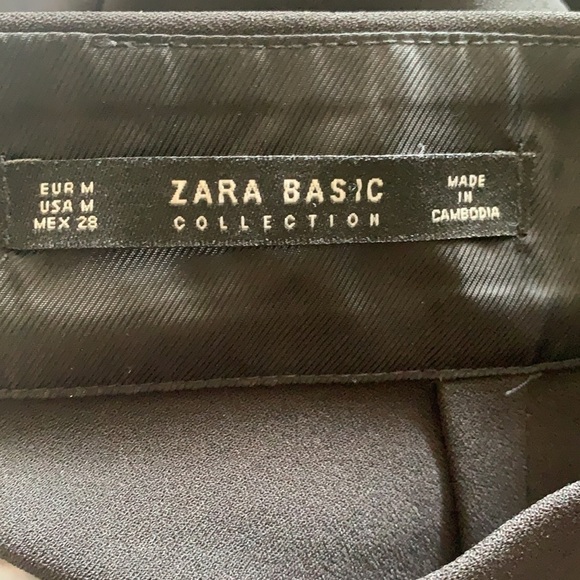 EUR M
USA M
MEX 28
ZARA BASIC
COLLECTION
MADE
IN
CAMBODIA